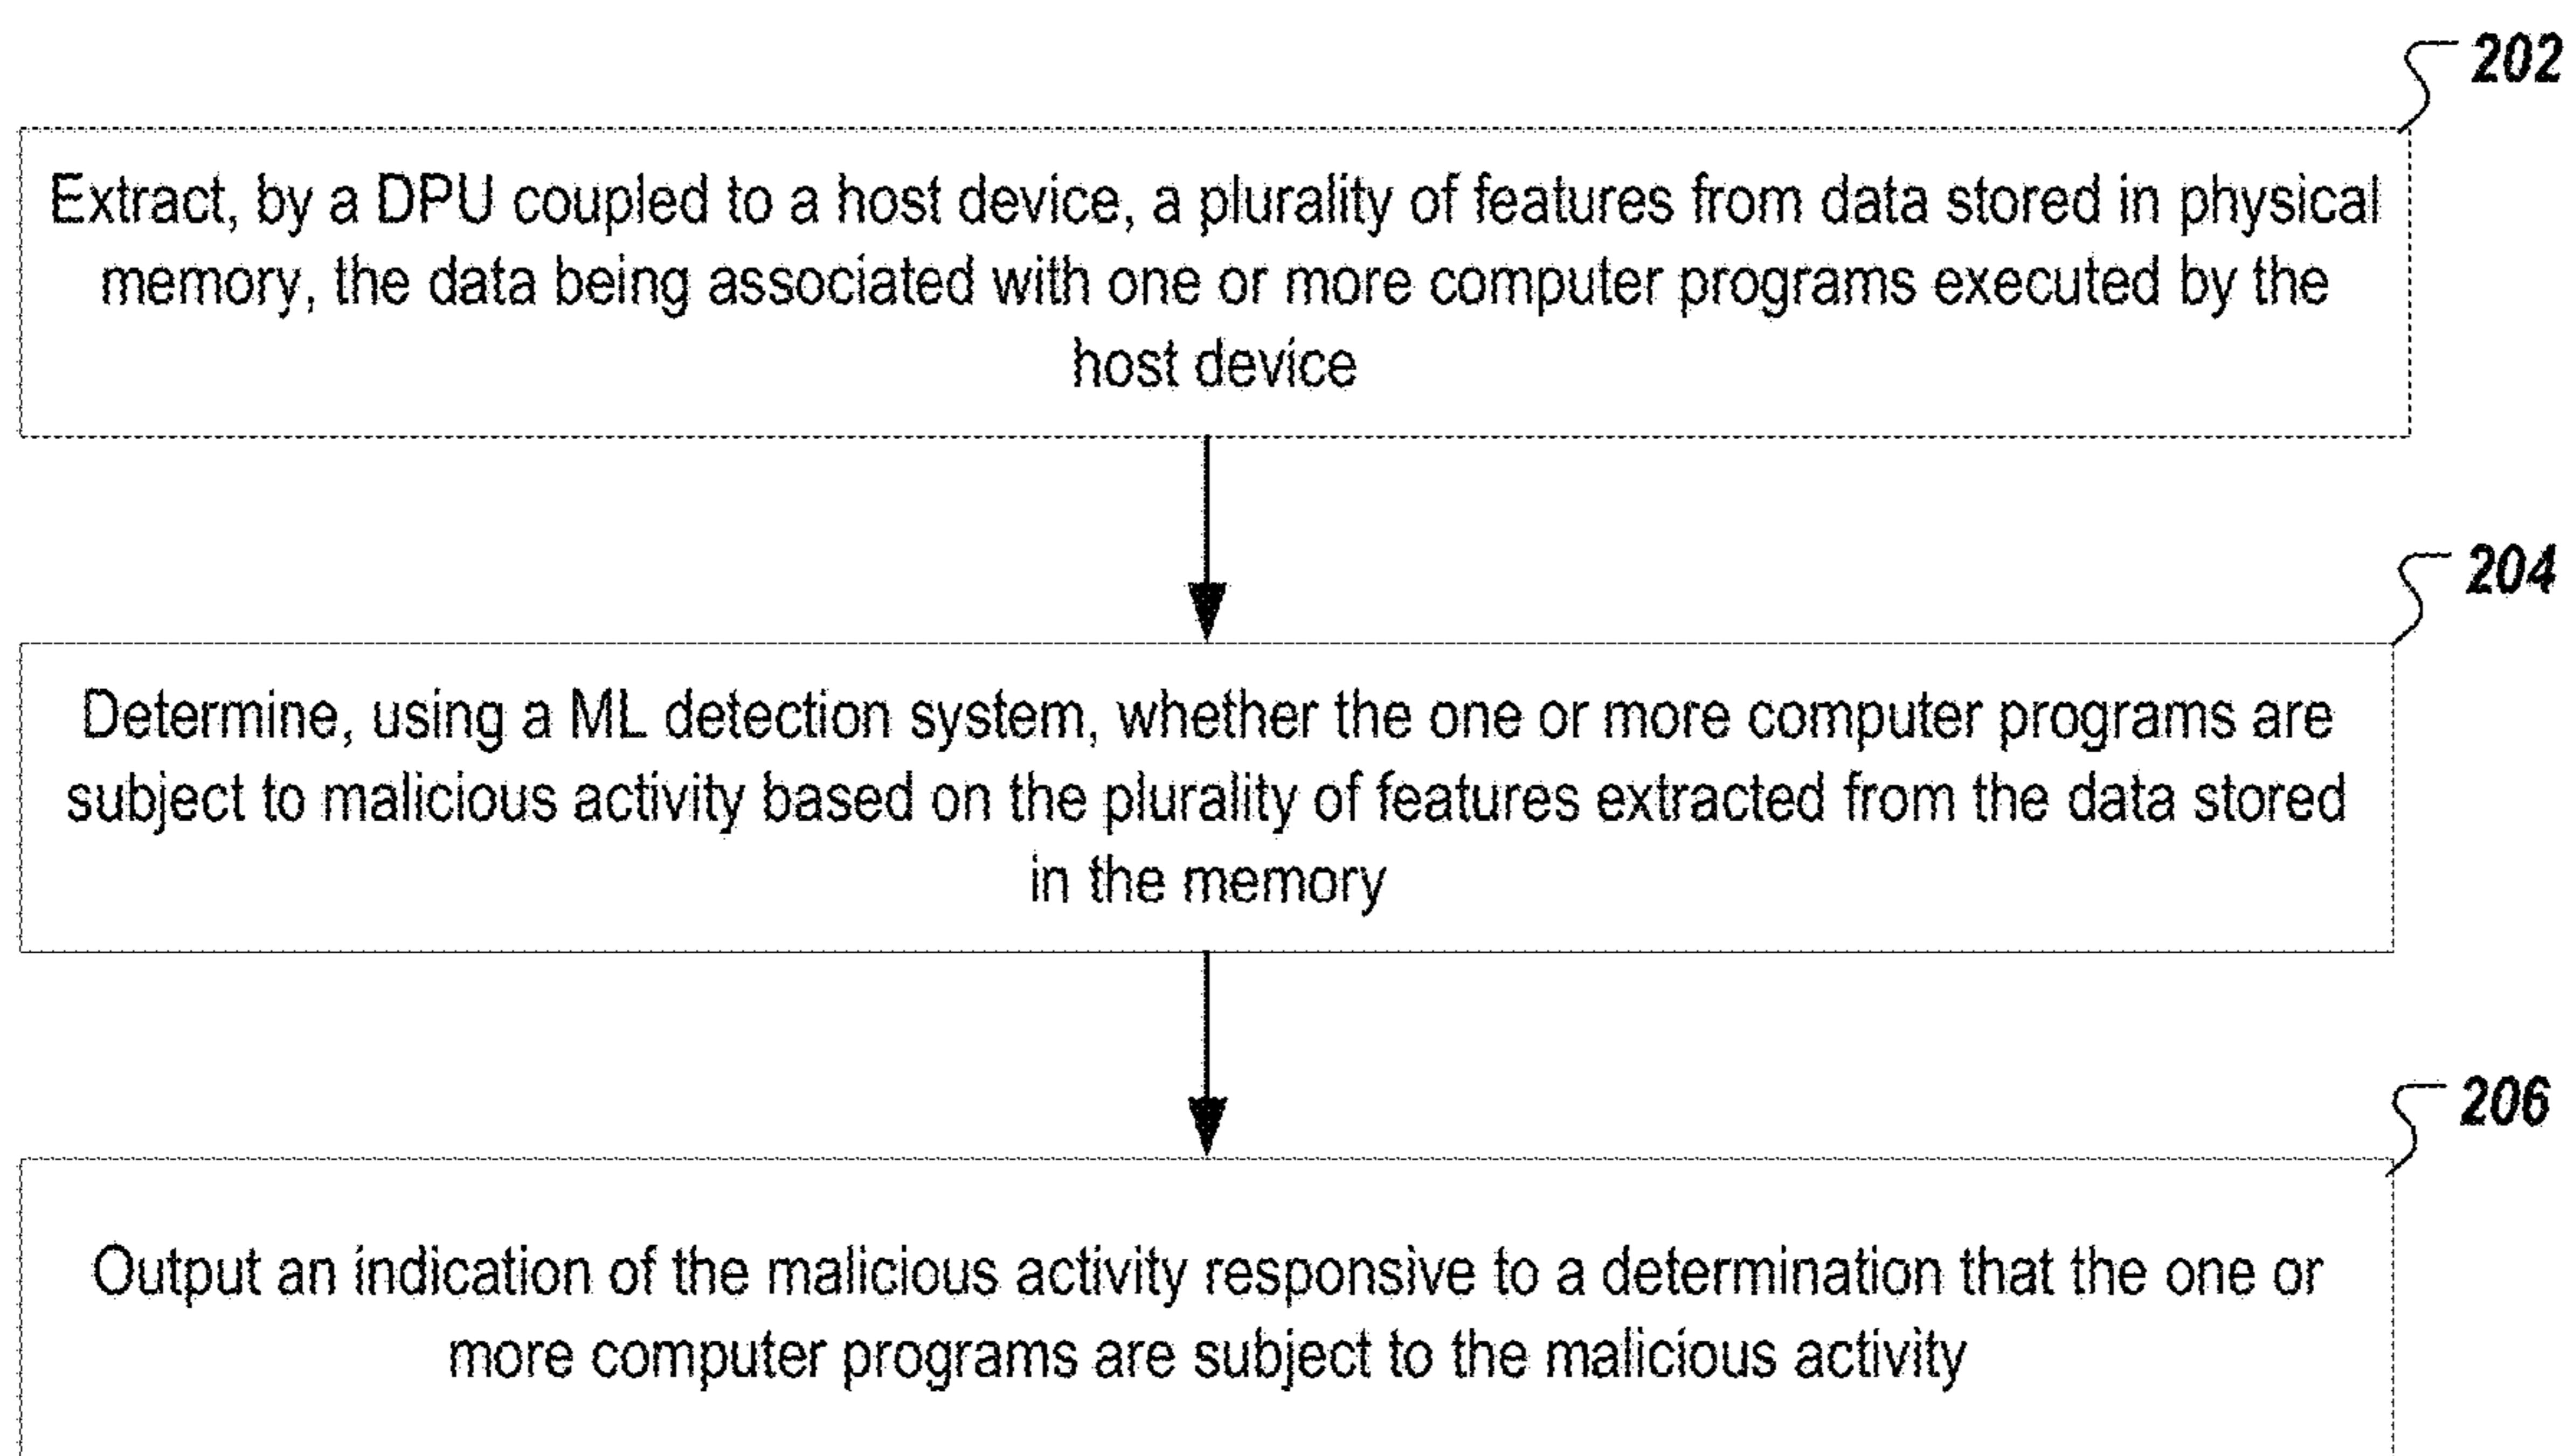 202
Extract, by a DPU coupled to a host device, a plurality of features from data stored in physical
memory, the data being associated with one or more computer programs executed by the
host device
204
Determine, using a ML detection system, whether the one or more computer programs are
subject to malicious activity based on the plurality of features extracted from the data stored
in the memory
206
Output an indication of the malicious activity responsive to a determination that the one or
more computer programs are subject to the malicious activity